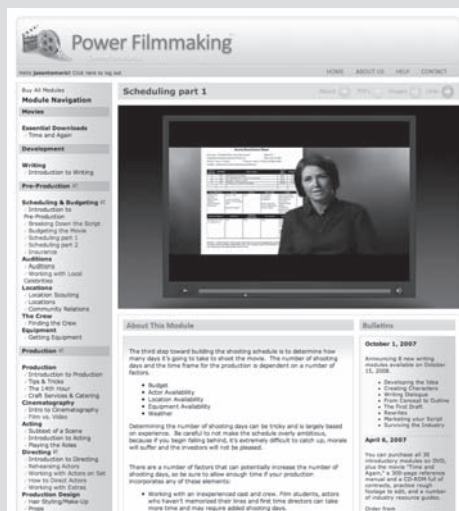 Power Filmmaking
Hello jasontomaric! Click here to log out
HOME ABOUT US HELP CONTACT
Buy All Modules
Module Navigation
Movies
Essential Downloads
- Time and Again
Development
Writing
- Introduction to Writing
Pre-Production
Scheduling & Budgeting
- Introduction to
Pre-Production
- Breaking Down the Script
- Budgeting the Movie
- Scheduling part 1
- Scheduling part 2
- Insurance
Auditions
- Auditions
- Working with Local
Celebrities
Locations
- Location Scouting
- Locations
- Community Relations
The Crew
- Finding the Crew
Equipment
- Getting Equipment
Production
Production
- Introduction to Production
- Tips & Tricks
- The 14th Hour
- Craft Services & Catering
Cinematography
- Intro to Cinematography
- Film vs. Video
Acting
- Subtext of a Scene
- Introduction to Acting
- Playing the Roles
Directing
- Introduction to Directing
- Rehearsing Actors
- Working with Actors on Set
- How to Direct Actors
- Working with Extras
Production Design
- Hair Styling/Make-Up
- Props
Scheduling part 1
About PDFs Images Links
About This Module
The third step toward building the shooting schedule is to determine how
many days it's going to take to shoot the movie. The number of shooting
days and the time frame for the production is dependent on a number of
factors.
• Budget
• Actor Availability
• Location Availability
• Equipment Availability
• Weather
Determining the number of shooting days can be tricky and is largely based
on experience. Be careful to not make the schedule overly ambitious,
because if you begin falling behind, it's extremely difficult to catch up, morale
will suffer and the investors will not be pleased.
There are a number of factors that can potentially increase the number of
shooting days, so be sure to allow enough time if your production
incorporates any of these elements:
• Working with an inexperienced cast and crew. Film students, actors
who haven't memorized their lines and first time directors can take
more time and may require added shooting days.
Bulletins
October 1, 2007
Announcing 8 new writing
modules available on October
15, 2008.
• Developing the Idea
• Creating Characters
• Writing Dialogue
• From Concept to Outline
• The First Draft
• Rewrites
• Marketing your Script
• Surviving the Industry
April 6, 2007
You can purchase all 30
introductory modules on DVD,
plus the movie "Time and
Again," a 300-page reference
manual and a CD-ROM full of
contracts, practice rough
footage to edit, and a number
of industry resource guides.
Order from